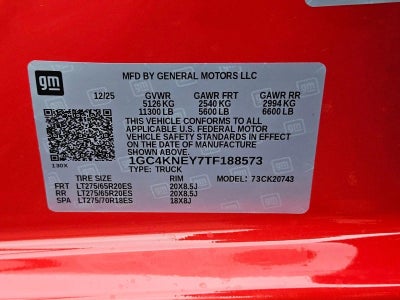 gm
MFD BY GENERAL MOTORS LLC
12/25 GVWR GAWR FRT GAWR RR
5126 KG 2540 KG 2994 KG
11300 LB 5600 LB 6600 LB
THIS VEHICLE CONFORMS TO ALL
APPLICABLE U.S. FEDERAL MOTOR
VEHICLE SAFETY STANDARDS IN EFFECT
ON THE DATE OF MANUFACTURE
SHOWN ABOVE.
1GC4KNEY7TF188573
TYPE: TRUCK
130X
TIRE SIZE RIM MODEL: 73CK20743
FRT LT275/65R20ES 20X8.5J
RR LT275/65R20ES 20X8.5J
SPA LT275/70R18ES 18X8J